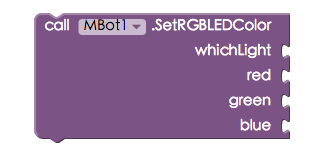 call MBot1 .SetRGBLEDColor
whichLight
red
green
blue